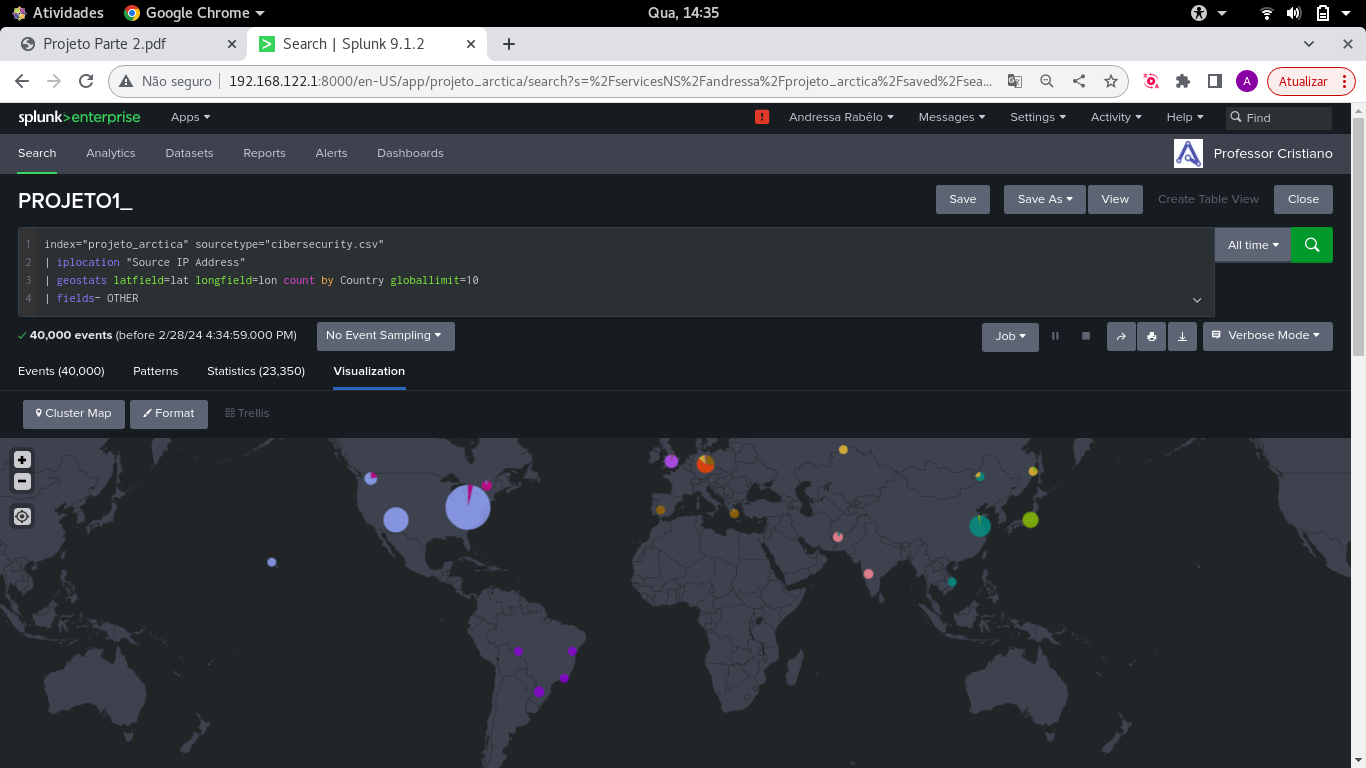 Atividades Google Chrome Qua, 14:35
Projeto Parte 2.pdf Search | Splunk 9.1.2
Não seguro 192.168.122.1:8000/en-US/app/projeto_arctica/search?s=%2FservicesNS%2Fandressa%2Fprojeto_arctica%2Fsaved%2Fsea... A Atualizar
splunk>enterprise Apps ! Andressa Rabêlo Messages Settings Activity Help Find
Search Analytics Datasets Reports Alerts Dashboards Professor Cristiano
PROJETO1_ Save Save As View Create Table View Close
1 index="projeto_arctica" sourcetype="cibersecurity.csv" All time
2 | iplocation "Source IP Address"
3 | geostats latfield=lat longfield=lon count by Country globallimit=10
4 | fields- OTHER
40,000 events (before 2/28/24 4:34:59.000 PM) No Event Sampling Job Verbose Mode
Events (40,000) Patterns Statistics (23,350) Visualization
Cluster Map Format Trellis